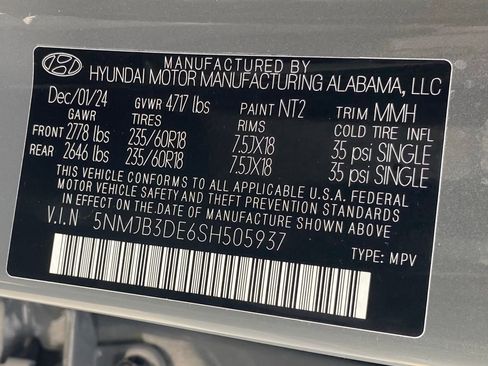 MANUFACTURED BY
HYUNDAI MOTOR MANUFACTURING ALABAMA, LLC
Dec/01/24 GVWR 4717 lbs PAINT NT2 TRIM MMH
GAWR TIRES RIMS COLD TIRE INFL
FRONT 2778 lbs 235/60R18 7.5JX18 35 psi SINGLE
REAR 2646 lbs 235/60R18 7.5JX18 35 psi SINGLE
THIS VEHICLE CONFORMS TO ALL APPLICABLE U.S. FEDERAL
MOTOR VEHICLE SAFETY AND THEFT PREVENTION STANDARDS
IN EFFECT ON THE DATE OF MANUFACTURE SHOWN ABOVE.
V.I.N 5NMJB3DE6SH505937
TYPE: MPV